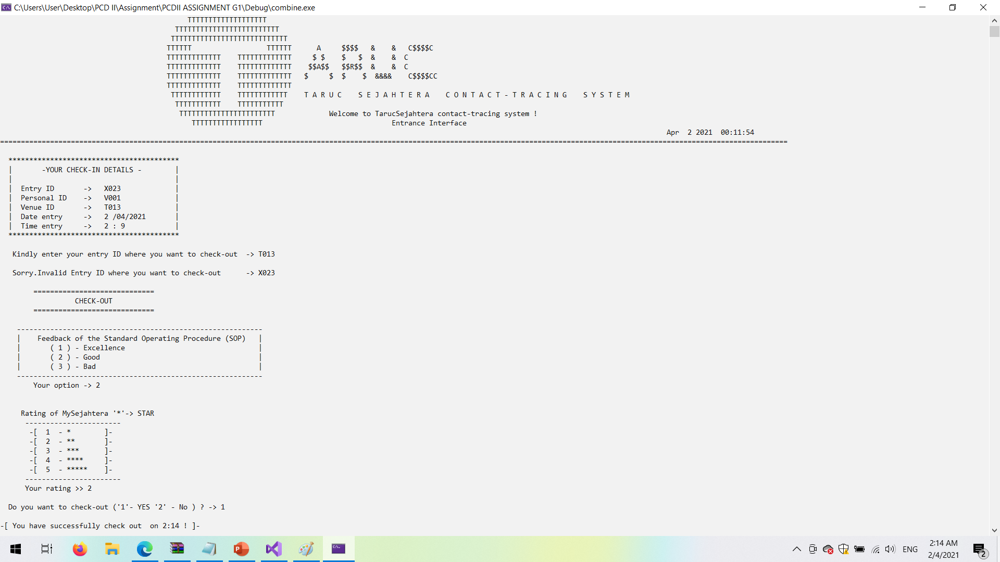 C:\Users\User\Desktop\PCD II\Assignment\PCDII ASSIGNMENT G1\Debug\combine.exe
TTTTTTTTTTTTTTTTTTT
TTTTTTTTTTTTTTTTTTTTTTTTT
TTTTTTTTTTTTTTTTTTTTTTTTTTTT
TTTTTT                  TTTTTT      A     $$$$   &    &   C$$$$C
TTTTTTTTTTTTT    TTTTTTTTTTTTT     $ $    $   $  &    &  C
TTTTTTTTTTTTT    TTTTTTTTTTTTT    $$A$$   $$R$$  &    &  C
TTTTTTTTTTTTT    TTTTTTTTTTTTT   $     $  $    $  &&&&    C$$$$CC
TTTTTTTTTTTTT    TTTTTTTTTTTTT
TTTTTTTTTTTT    TTTTTTTTTTTT    T A R U C    S E J A H T E R A    C O N T A C T - T R A C I N G    S Y S T E M
TTTTTTTTTTT    TTTTTTTTTTT
TTTTTTTTTTTTTTTTTTTTTTT             Welcome to TarucSejahtera contact-tracing system !
TTTTTTTTTTTTTTTTT                               Entrance Interface
Apr  2 2021  00:11:54
=============================================================================================================================================================================================
*****************************************
|       -YOUR CHECK-IN DETAILS -        |
|                                       |
|  Entry ID       ->   X023             |
|  Personal ID    ->   V001             |
|  Venue ID       ->   T013             |
|  Date entry     ->   2 /04/2021       |
|  Time entry     ->   2 : 9            |
*****************************************
Kindly enter your entry ID where you want to check-out  -> T013
Sorry.Invalid Entry ID where you want to check-out      -> X023
=============================
CHECK-OUT
=============================
-----------------------------------------------------------
|    Feedback of the Standard Operating Procedure (SOP)   |
|       ( 1 ) - Excellence                                |
|       ( 2 ) - Good                                      |
|       ( 3 ) - Bad                                       |
-----------------------------------------------------------
Your option -> 2
Rating of MySejahtera '*'-> STAR
-----------------------
-[  1  - *        ]-
-[  2  - **       ]-
-[  3  - ***      ]-
-[  4  - ****     ]-
-[  5  - *****    ]-
-----------------------
Your rating >> 2
Do you want to check-out ('1'- YES '2' - No ) ? -> 1
-[ You have successfully check out  on 2:14 ! ]-
ENG
2:14 AM
2/4/2021
2